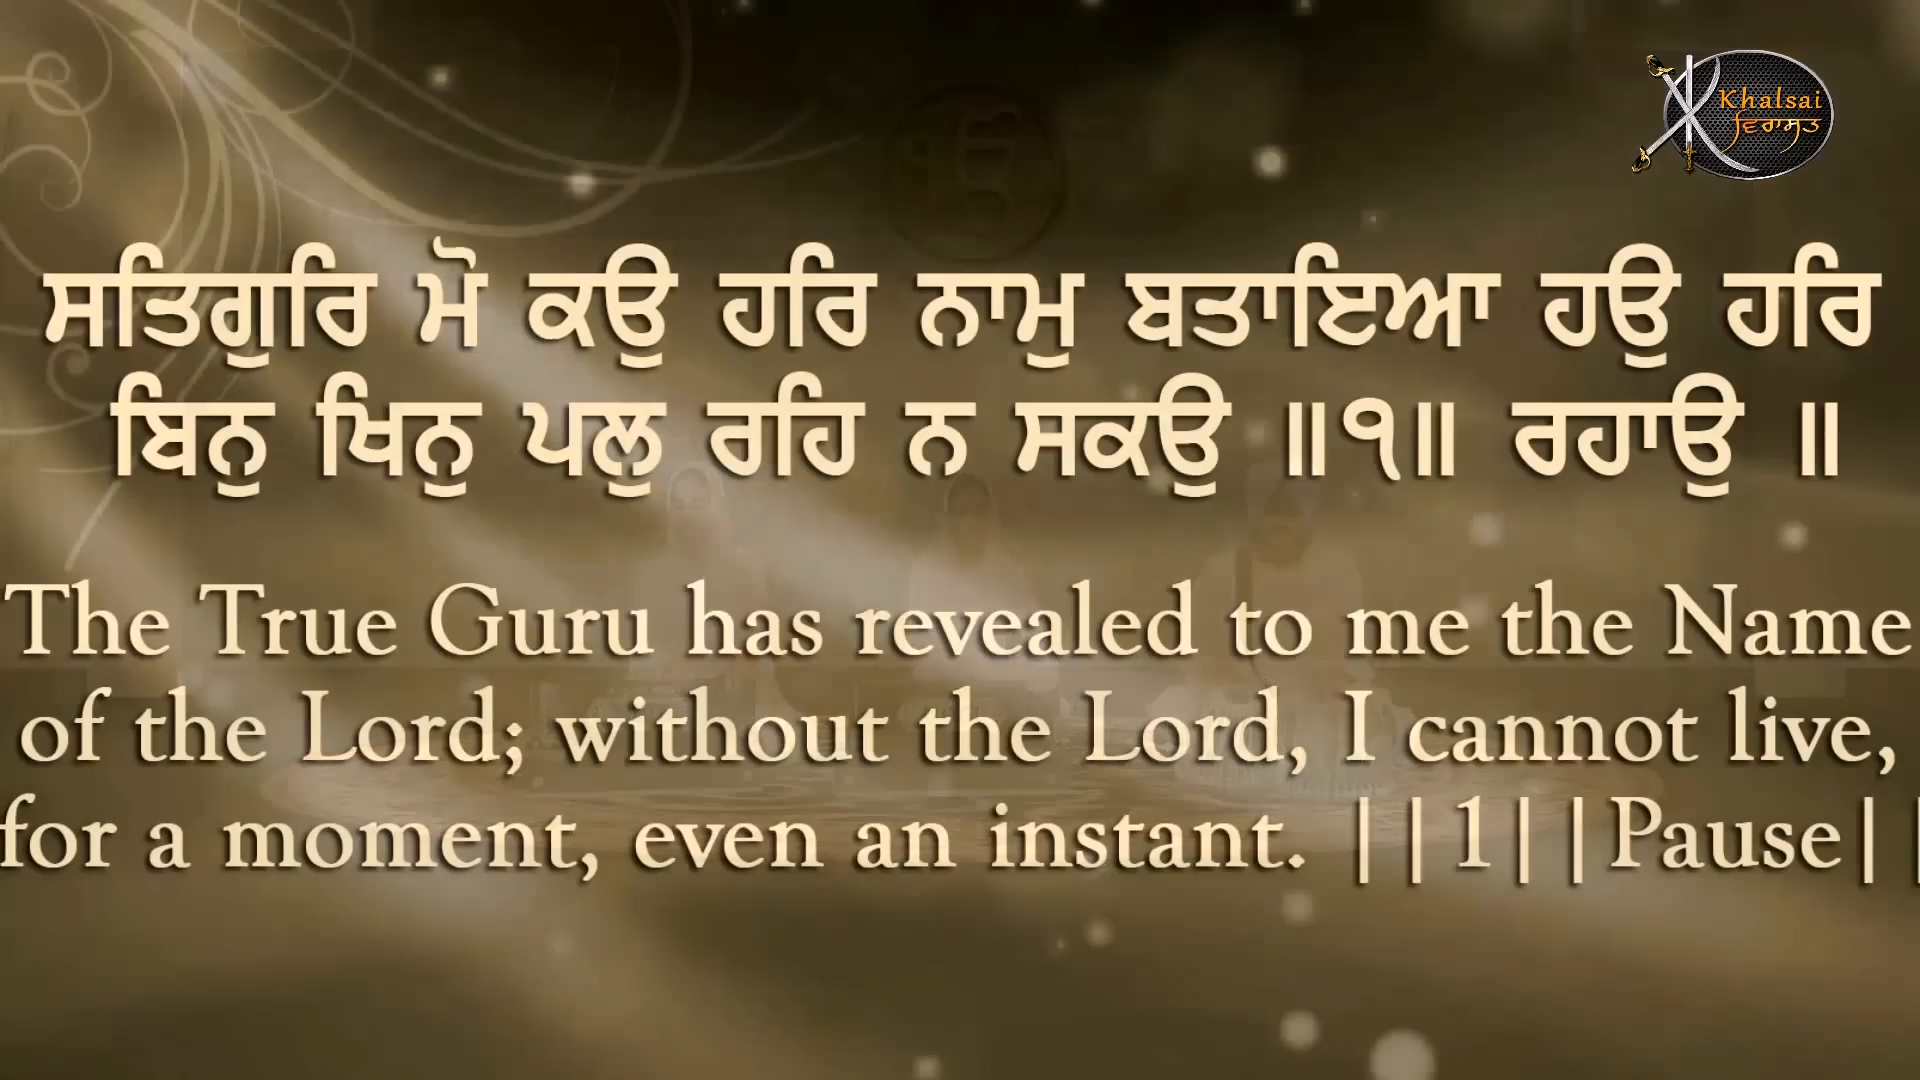 Khalsai
ਵਿਰਾਸਤ
ਸਤਿਗੁਰਿ ਮੋ ਕਉ ਹਰਿ ਨਾਮੁ ਬਤਾਇਆ ਹਉ ਹਰਿ
ਬਿਨੁ ਖਿਨੁ ਪਲੁ ਰਹਿ ਨ ਸਕਉ ॥੧॥ ਰਹਾਉ ॥
The True Guru has revealed to me the Name
of the Lord; without the Lord, I cannot live,
for a moment, even an instant. ||1||Pause||